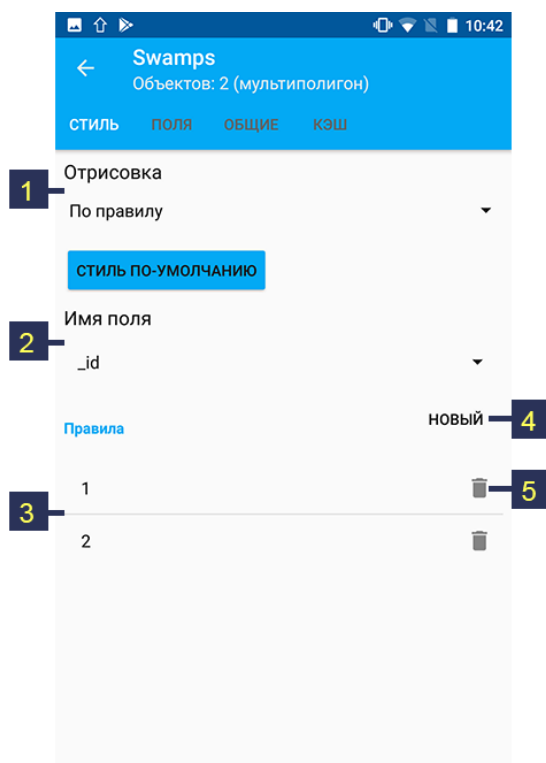 10:42
Swamps
Объектов: 2 (мультиполигон)
СТИЛЬ ПОЛЯ ОБЩИЕ КЭШ
Отрисовка
1
По правилу
СТИЛЬ ПО-УМОЛЧАНИЮ
Имя поля
2
_id
НОВЫЙ 4
Правила
1 5
3
2